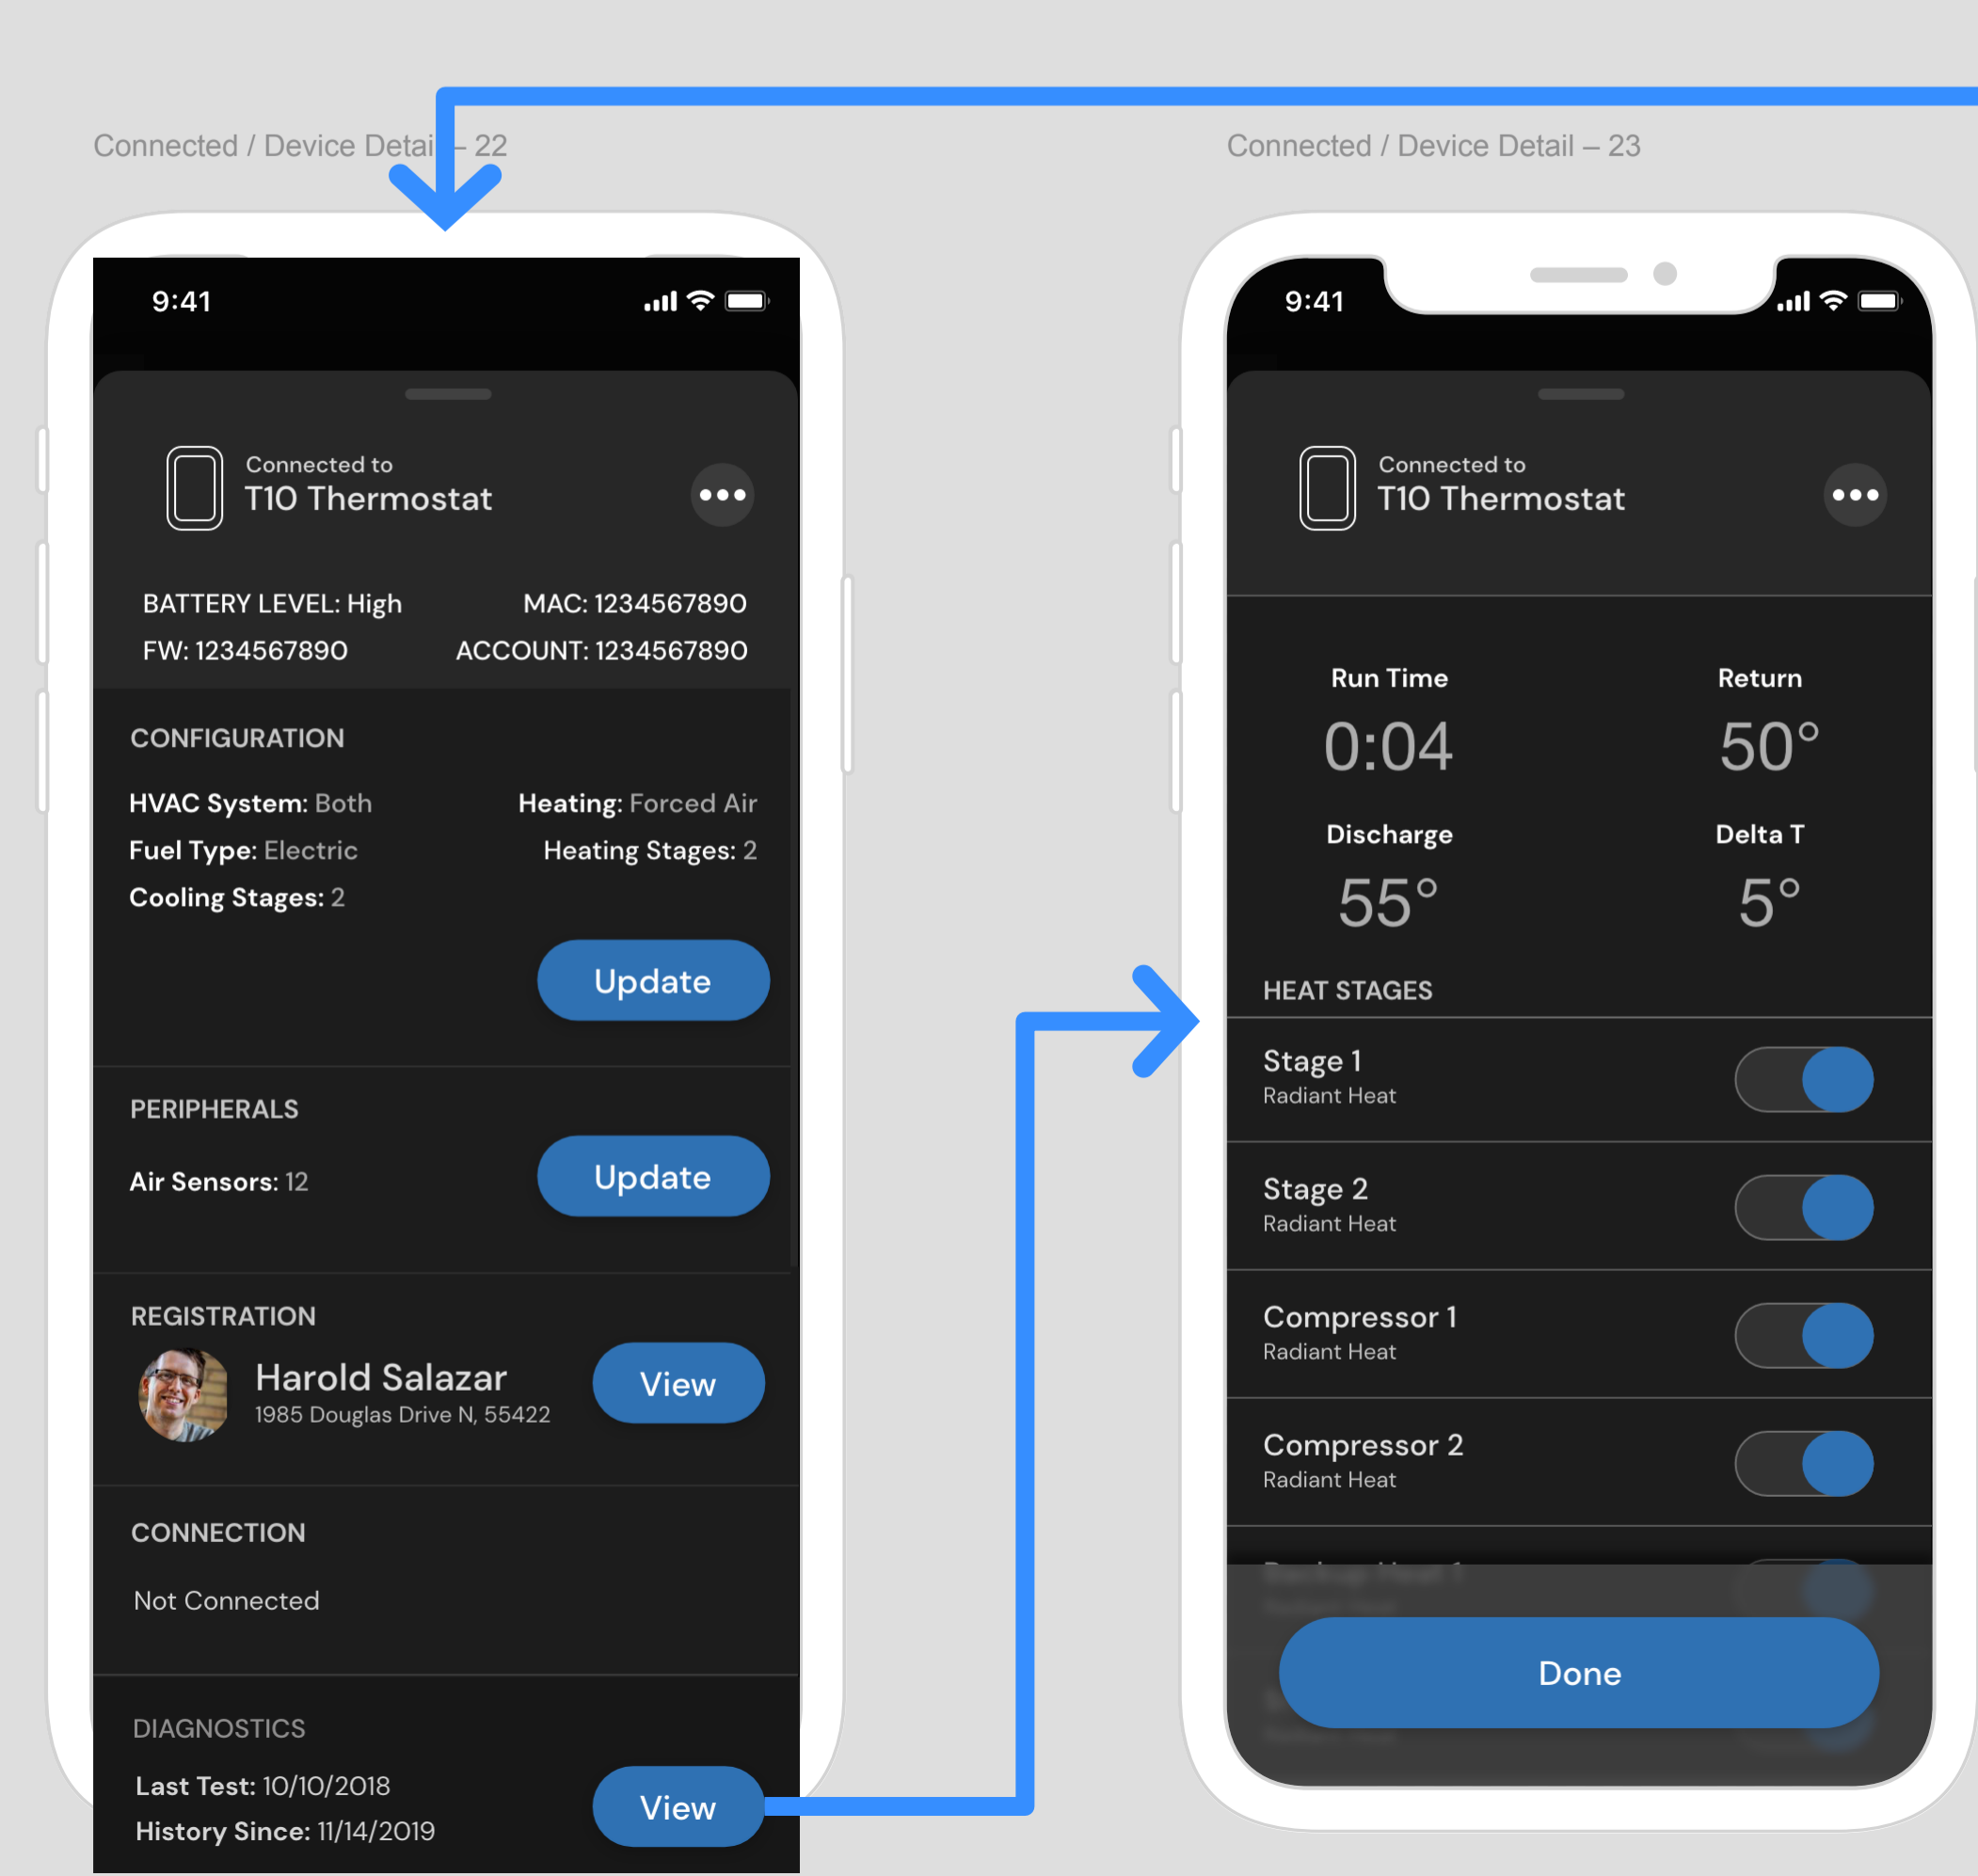 Connected / Device Detail – 22
9:41
Connected to
T10 Thermostat
BATTERY LEVEL: High
MAC: 1234567890
FW: 1234567890
ACCOUNT: 1234567890
CONFIGURATION
HVAC System: Both
Heating: Forced Air
Fuel Type: Electric
Heating Stages: 2
Cooling Stages: 2
Update
PERIPHERALS
Air Sensors: 12
Update
REGISTRATION
Harold Salazar
1985 Douglas Drive N, 55422
View
CONNECTION
Not Connected
DIAGNOSTICS
Last Test: 10/10/2018
History Since: 11/14/2019
View
Connected / Device Detail – 23
9:41
Connected to
T10 Thermostat
Run Time
Return
0:04
50°
Discharge
Delta T
55°
5°
HEAT STAGES
Stage 1
Radiant Heat
Stage 2
Radiant Heat
Compressor 1
Radiant Heat
Compressor 2
Radiant Heat
Backup Heat 1
Done